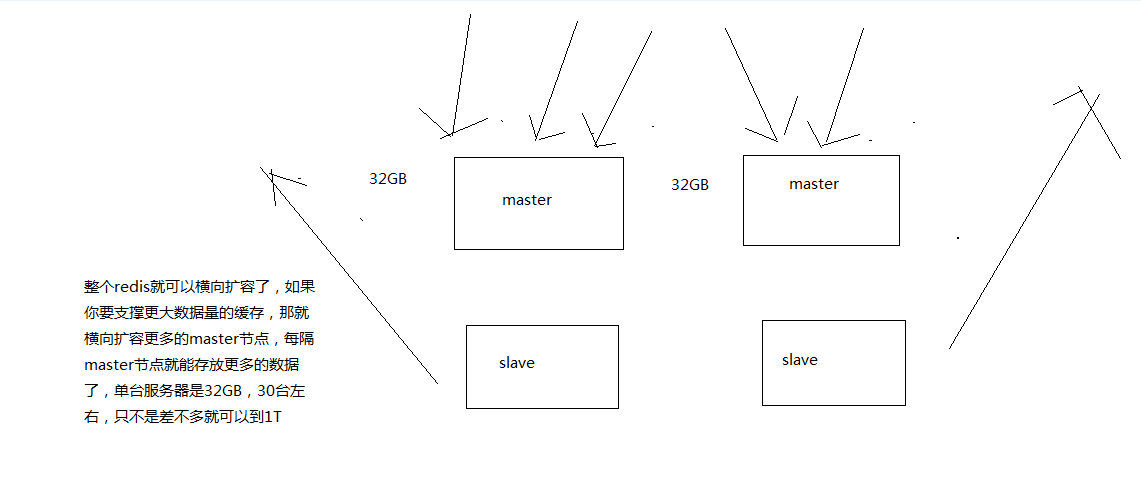 32GB
master
32GB
master
整个redis就可以横向扩容了，如果
你要支撑更大数据量的缓存，那就
横向扩容更多的master节点，每隔
master节点就能存放更多的数据
了，单台服务器是32GB，30台左
右，只不是差不多就可以到1T
slave
slave